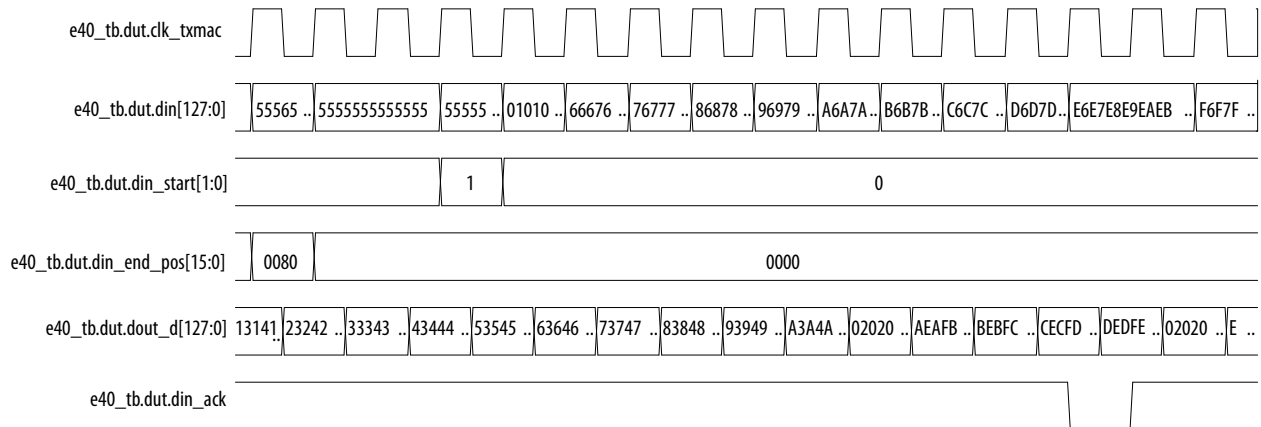 e40_tb.dut.clk_txmac
e40_tb.dut.din[127:0] 55565 .. 5555555555555 55555 .. 01010 .. 66676 .. 76777 .. 86878 .. 96979 .. A6A7A .. B6B7B .. C6C7C .. D6D7D.. E6E7E8E9EAEB .. F6F7F ..
e40_tb.dut.din_start[1:0] 1 0
e40_tb.dut.din_end_pos[15:0] 0080 0000
e40_tb.dut.dout_d[127:0] 13141 .. 23242 .. 33343 .. 43444 .. 53545 .. 63646 .. 73747 .. 83848 .. 93949 .. A3A4A .. 02020 .. AEAFB .. BEBFC .. CECFD .. DEDFE .. 02020 .. E ..
e40_tb.dut.din_ack